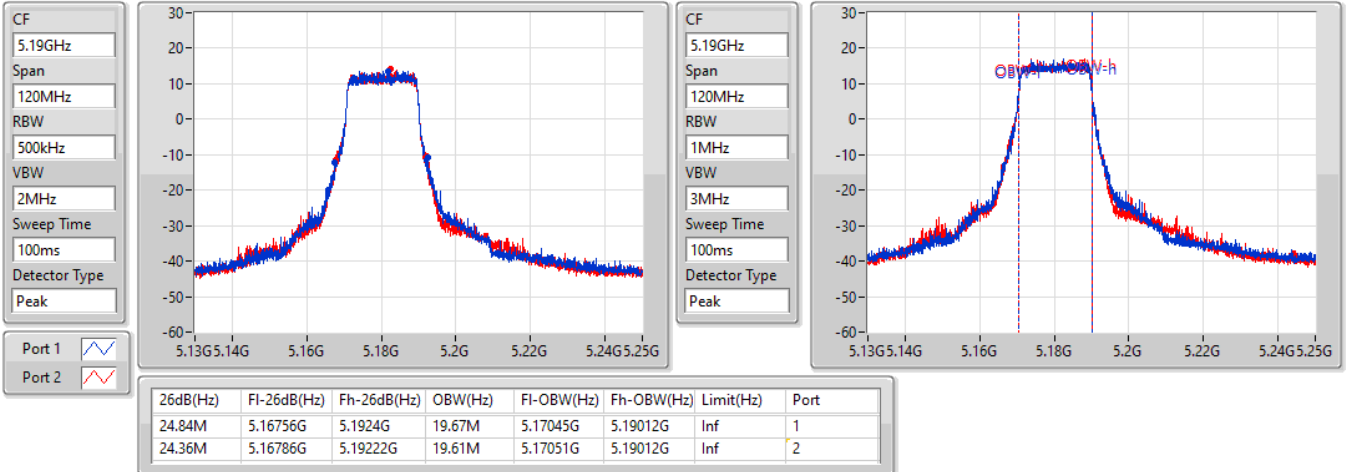 CF
5.19GHz
Span
120MHz
RBW
500kHz
VBW
2MHz
Sweep Time
100ms
Detector Type
Peak
30-
20-
10-
0-
-10-
-20-
-30-
-40-
-50-
-60-
5.13G 5.14G 5.16G 5.18G 5.2G 5.22G 5.24G 5.25G
CF
5.19GHz
Span
120MHz
RBW
1MHz
VBW
3MHz
Sweep Time
100ms
Detector Type
Peak
30-
20-
10-
0-
-10-
-20-
-30-
-40-
-50-
-60-
OBW-h
5.13G 5.14G 5.16G 5.18G 5.2G 5.22G 5.24G 5.25G
Port 1
Port 2
26dB(Hz) Fl-26dB(Hz) Fh-26dB(Hz) OBW(Hz) Fl-OBW(Hz) Fh-OBW(Hz) Limit(Hz) Port
24.84M 5.16756G 5.1924G 19.67M 5.17045G 5.19012G Inf 1
24.36M 5.16786G 5.19222G 19.61M 5.17051G 5.19012G Inf 2